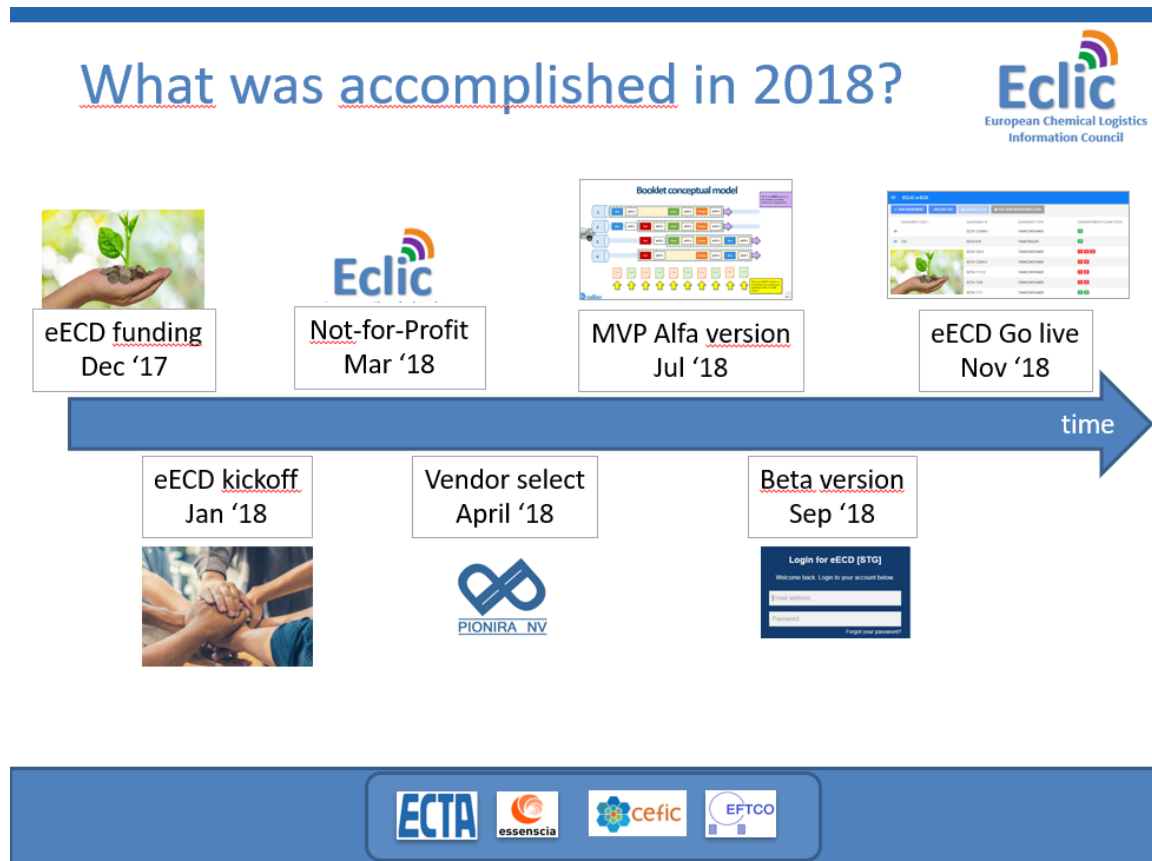 What was accomplished in 2018?
Eclic
European Chemical Logistics
Information Council
Booklet conceptual model
ECLIC e-ECD
Eclic
eECD funding
Dec ‘17
Not-for-Profit
Mar ‘18
MVP Alfa version
Jul ‘18
eECD Go live
Nov ‘18
time
eECD kickoff
Jan ‘18
Vendor select
April ‘18
Beta version
Sep ‘18
PIONIRA NV
Login for eECD [STG]
Welcome back. Login to your account below.
Email address
Password
Forgot your password?
ECTA
essenscia
cefic
EFTCO